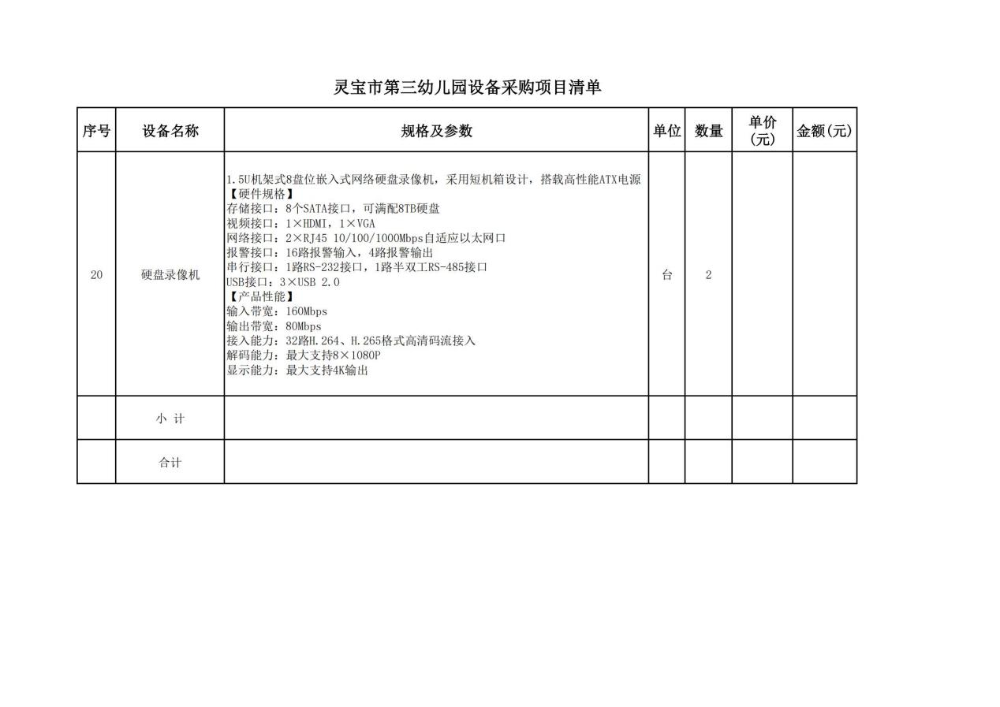 灵宝市第三幼儿园设备采购项目清单
序号 设备名称 规格及参数 单位 数量 单价(元) 金额(元)
20 硬盘录像机 台 2
1.5U机架式8盘位嵌入式网络硬盘录像机，采用短机箱设计，搭载高性能ATX电源
【硬件规格】
存储接口：8个SATA接口，可满配8TB硬盘
视频接口：1×HDMI，1×VGA
网络接口：2×RJ45 10/100/1000Mbps自适应以太网口
报警接口：16路报警输入，4路报警输出
串行接口：1路RS-232接口，1路半双工RS-485接口
USB接口：3×USB 2.0
【产品性能】
输入带宽：160Mbps
输出带宽：80Mbps
接入能力：32路H.264、H.265格式高清码流接入
解码能力：最大支持8×1080P
显示能力：最大支持4K输出
小 计
合计